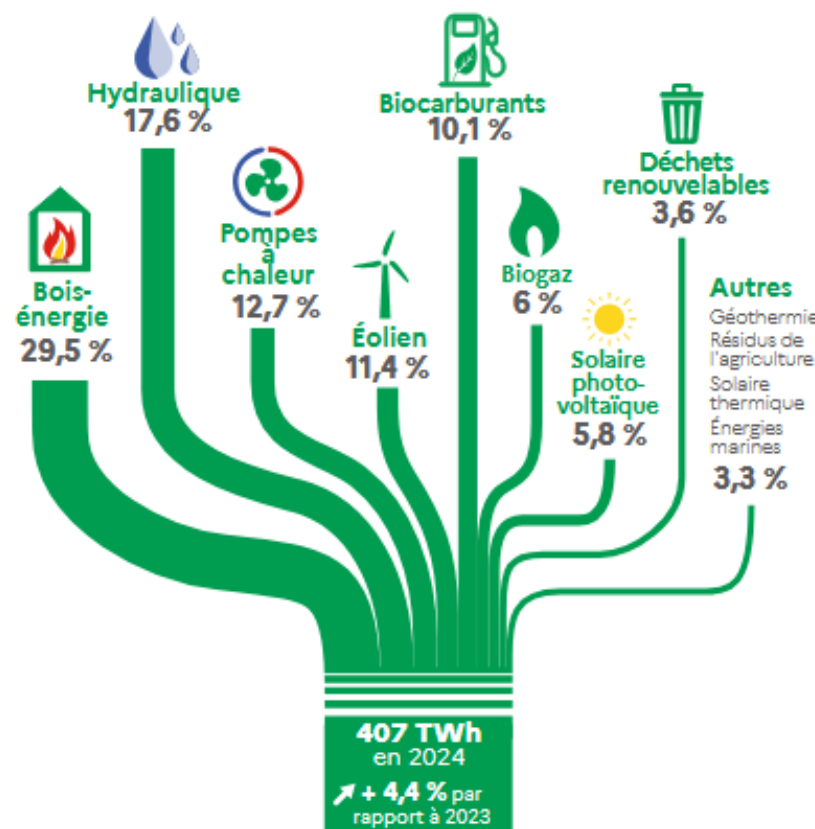 Hydraulique
17,6 %
Biocarburants
10,1 %
Déchets
renouvelables
3,6 %
Pompes
à
chaleur
12,7 %
Bois-
énergie
29,5 %
Éolien
11,4 %
Biogaz
6 %
Solaire
photo-
voltaïque
5,8 %
Autres
Géothermie
Résidus de
l'agriculture
Solaire
thermique
Énergies
marines
3,3 %
407 TWh
en 2024
+ 4,4 % par
rapport à 2023